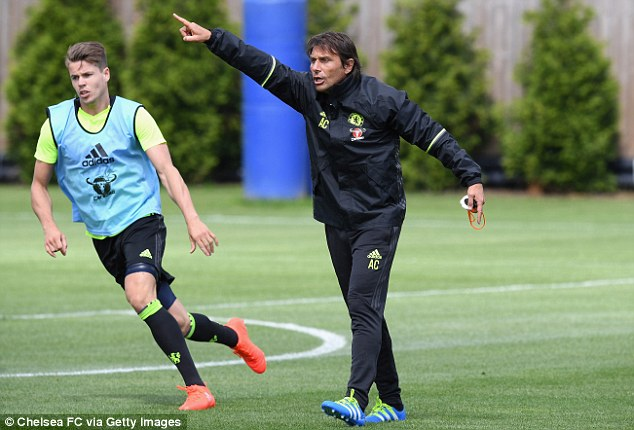 adidas
AC
AC
© Chelsea FC via Getty Images